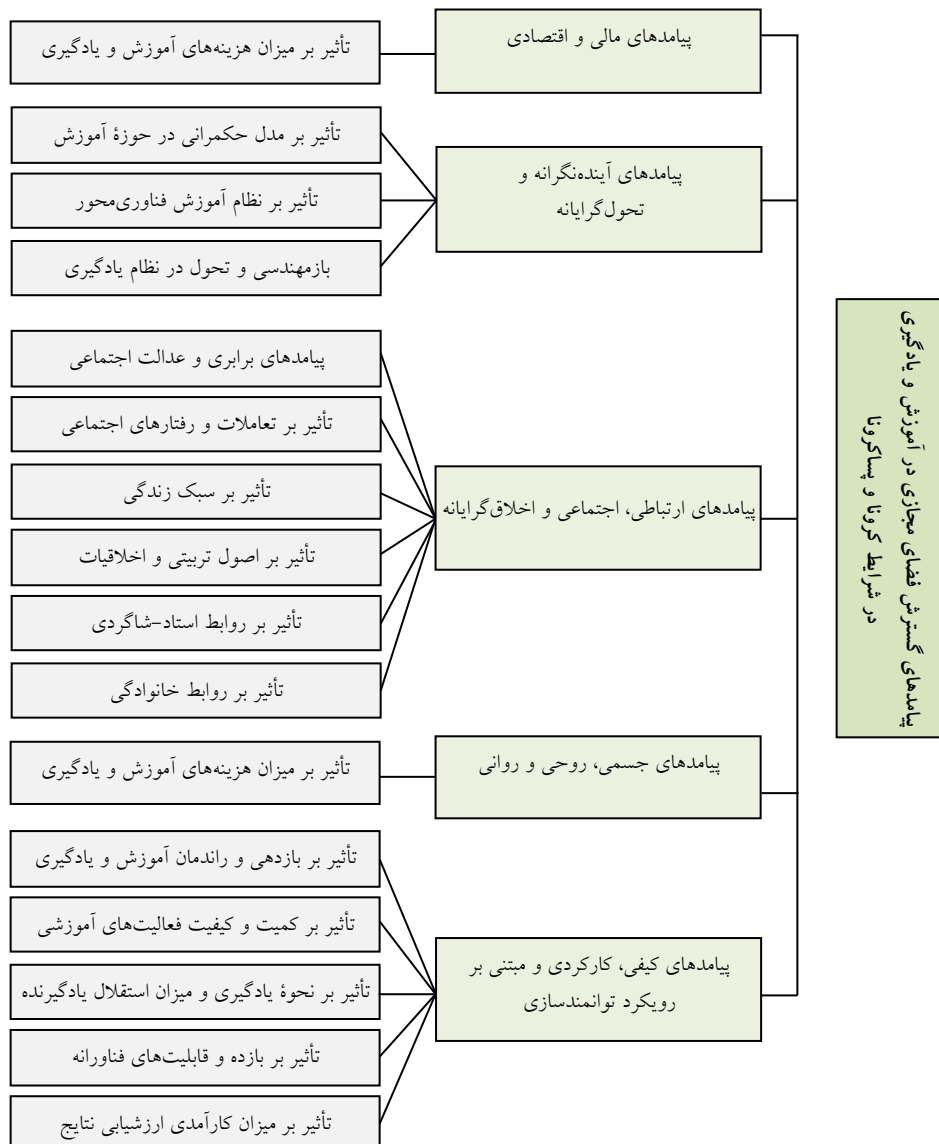 پیامدهای گسترش فضای مجازی در آموزش و یادگیری
در شرایط کرونا و پساکرونا
پیامدهای مالی و اقتصادی
تأثیر بر میزان هزینه‌های آموزش و یادگیری
پیامدهای آینده‌نگرانه و
تحول‌گرایانه
تأثیر بر مدل حکمرانی در حوزۀ آموزش
تأثیر بر نظام آموزش فناوری‌محور
بازمهندسی و تحول در نظام یادگیری
پیامدهای ارتباطی، اجتماعی و اخلاق‌گرایانه
پیامدهای برابری و عدالت اجتماعی
تأثیر بر تعاملات و رفتارهای اجتماعی
تأثیر بر سبک زندگی
تأثیر بر اصول تربیتی و اخلاقیات
تأثیر بر روابط استاد-شاگردی
تأثیر بر روابط خانوادگی
پیامدهای جسمی، روحی و روانی
تأثیر بر میزان هزینه‌های آموزش و یادگیری
پیامدهای کیفی، کارکردی و مبتنی بر
رویکرد توانمندسازی
تأثیر بر بازدهی و راندمان آموزش و یادگیری
تأثیر بر کمیت و کیفیت فعالیت‌های آموزشی
تأثیر بر نحوۀ یادگیری و میزان استقلال یادگیرنده
تأثیر بر بازده و قابلیت‌های فناورانه
تأثیر بر میزان کارآمدی ارزشیابی نتایج